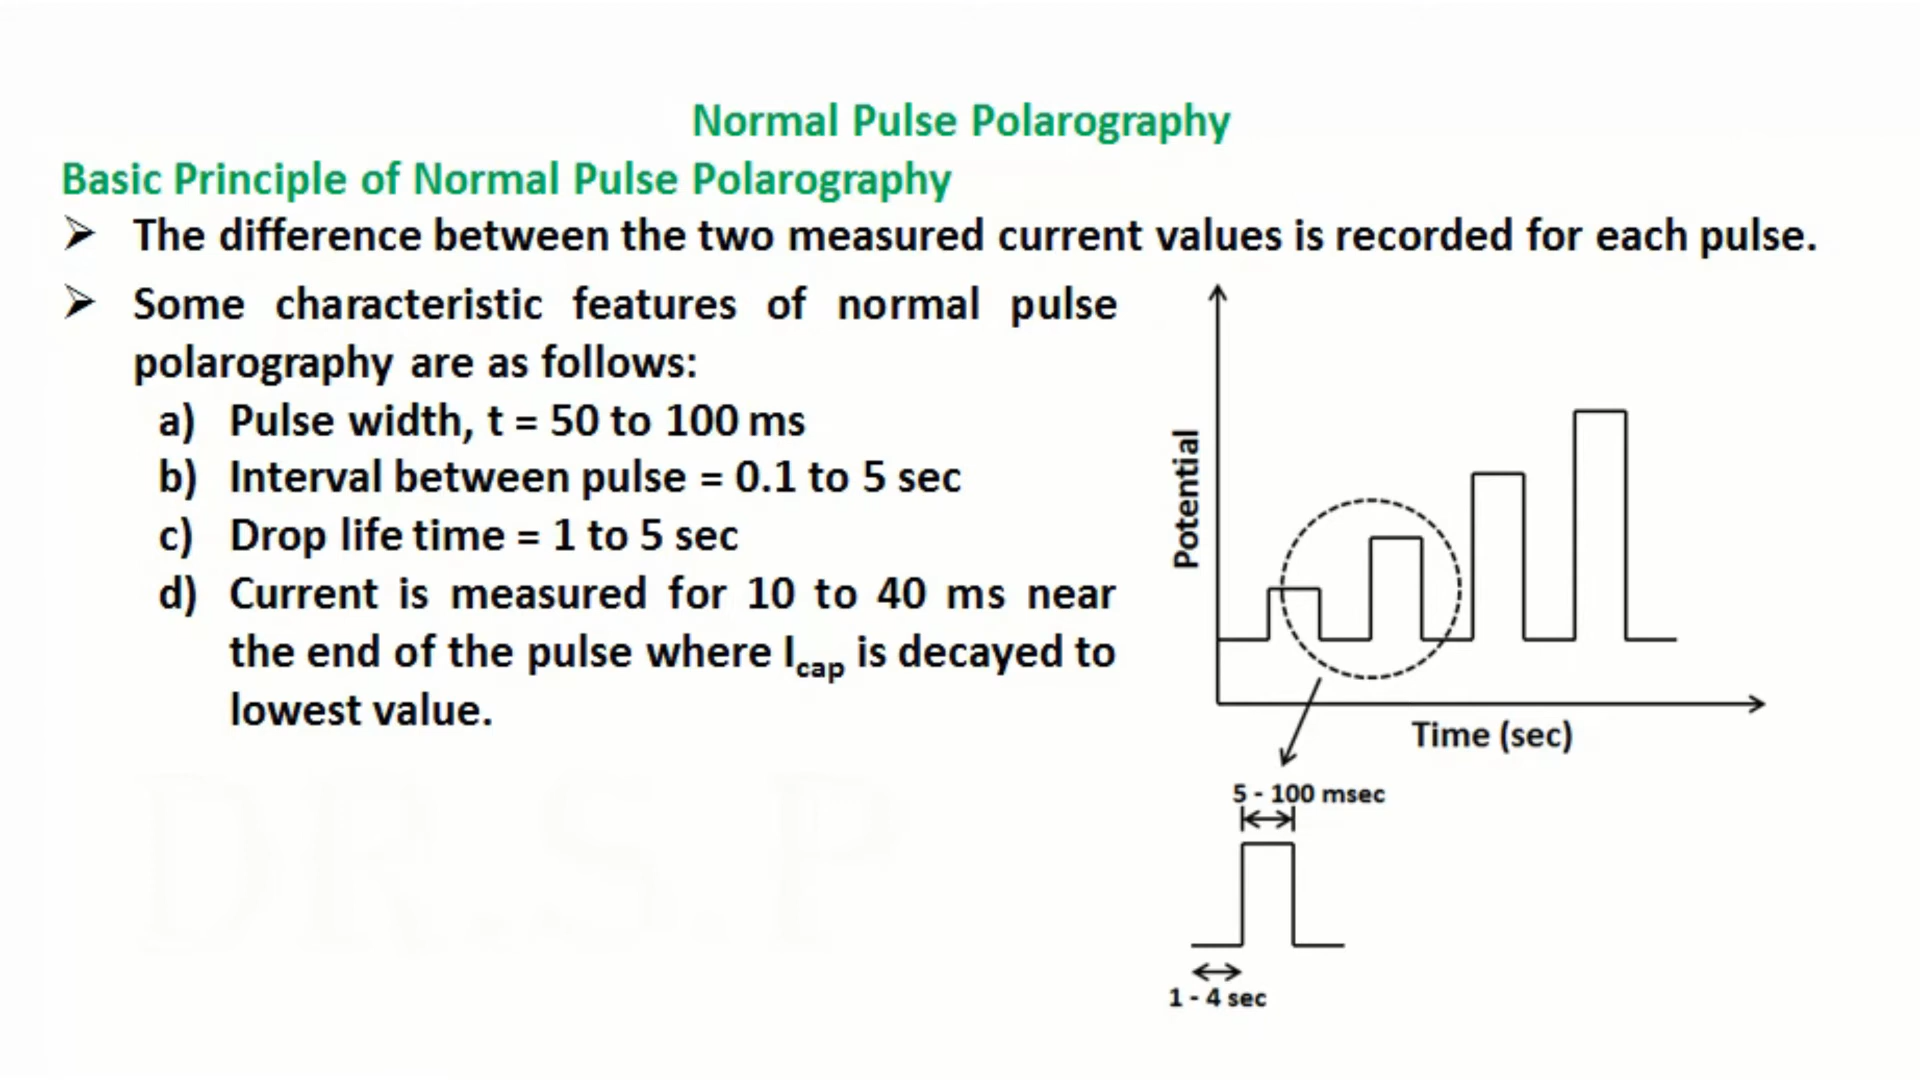 Normal Pulse Polarography
Basic Principle of Normal Pulse Polarography
➢ The difference between the two measured current values is recorded for each pulse.
➢ Some characteristic features of normal pulse
polarography are as follows:
a) Pulse width, t = 50 to 100 ms
b) Interval between pulse = 0.1 to 5 sec
c) Drop life time = 1 to 5 sec
d) Current is measured for 10 to 40 ms near
the end of the pulse where Icap is decayed to
lowest value.
Potential
Time (sec)
5 - 100 msec
1 - 4 sec
DR.S.P